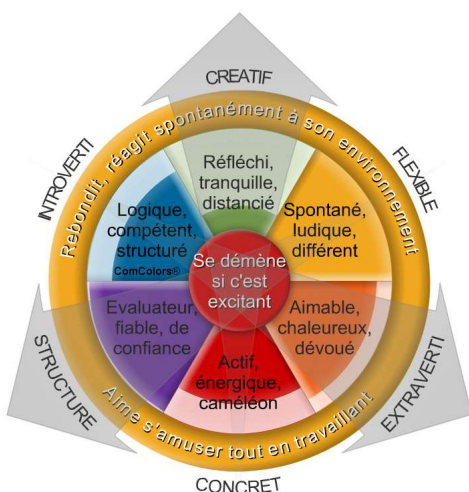 CREATIF
INTROVERTI
FLEXIBLE
Rebondit, réagit spontanément à son environnement
Réfléchi,
tranquille,
distancié
Logique,
compétent,
structuré
ComColors®
Spontané,
ludique,
différent
Se démène
si c'est
excitant
Evaluateur,
fiable, de
confiance
Aimable,
chaleureux,
dévoué
Actif,
énergique,
caméléon
Aime s'amuser tout en travaillant
STRUCTURE
EXTRAVERTI
CONCRET